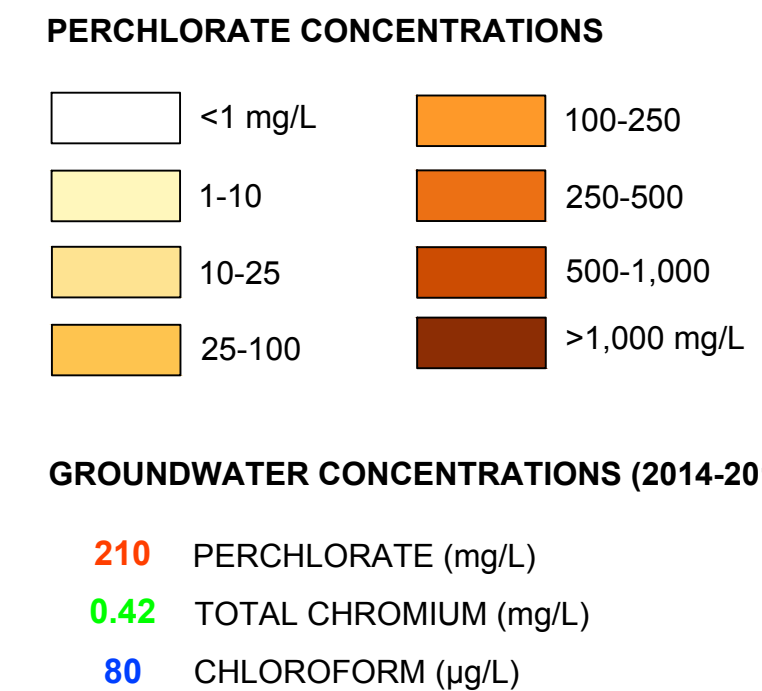 PERCHLORATE CONCENTRATIONS
<1 mg/L
1-10
10-25
25-100
100-250
250-500
500-1,000
>1,000 mg/L
GROUNDWATER CONCENTRATIONS (2014-20
210 PERCHLORATE (mg/L)
0.42 TOTAL CHROMIUM (mg/L)
80 CHLOROFORM (µg/L)